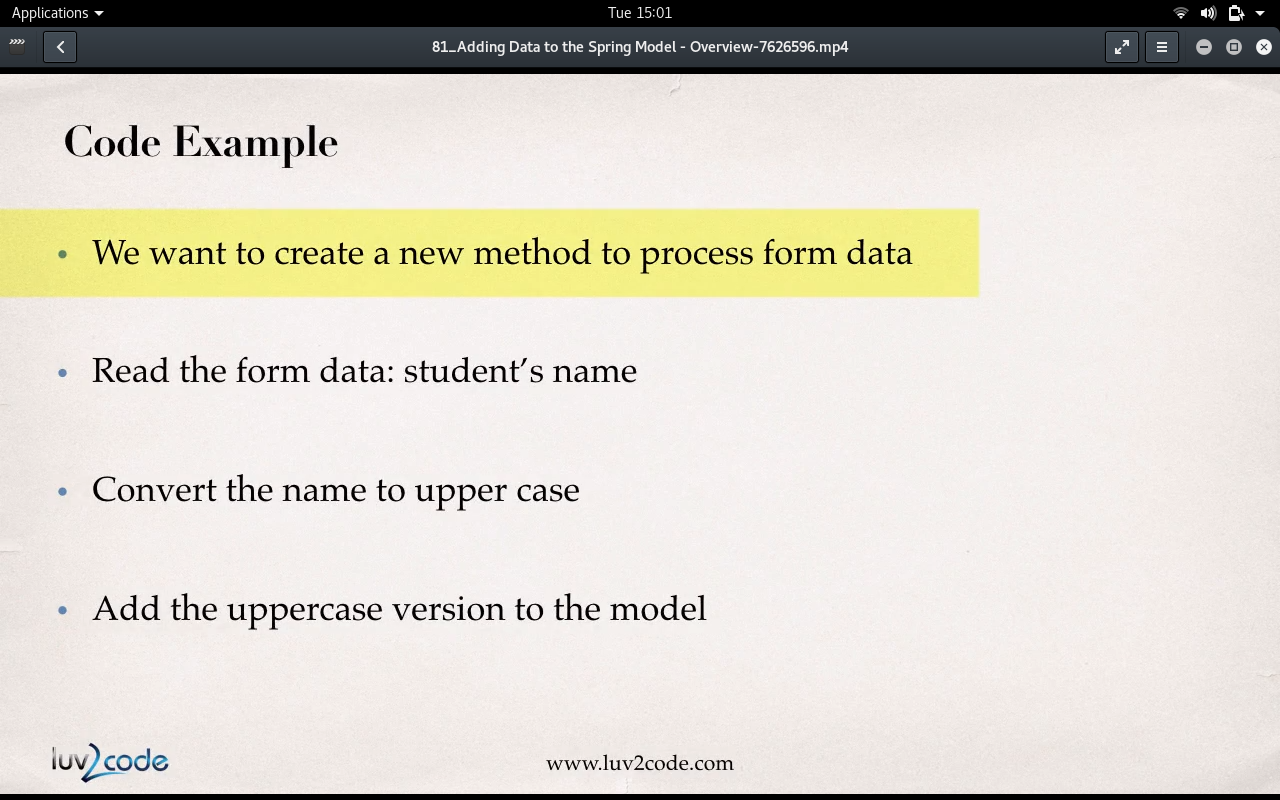 Applications
Tue 15:01
81_Adding Data to the Spring Model - Overview-7626596.mp4
Code Example
• We want to create a new method to process form data
• Read the form data: student’s name
• Convert the name to upper case
• Add the uppercase version to the model
luv2code
www.luv2code.com